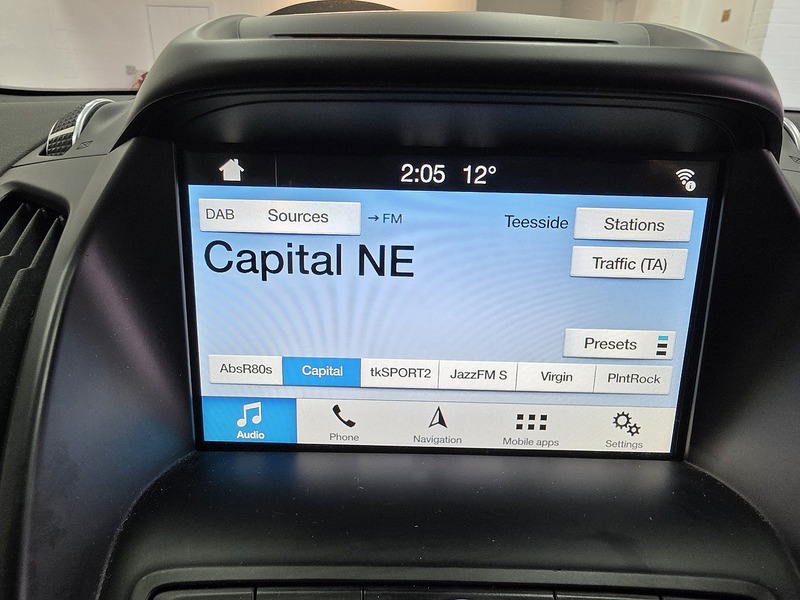 2:05 12°
DAB Sources → FM Teesside Stations
Capital NE
Traffic (TA)
Presets
AbsR80s Capital tkSPORT2 JazzFM S Virgin PlntRock
Audio Phone Navigation Mobile apps Settings